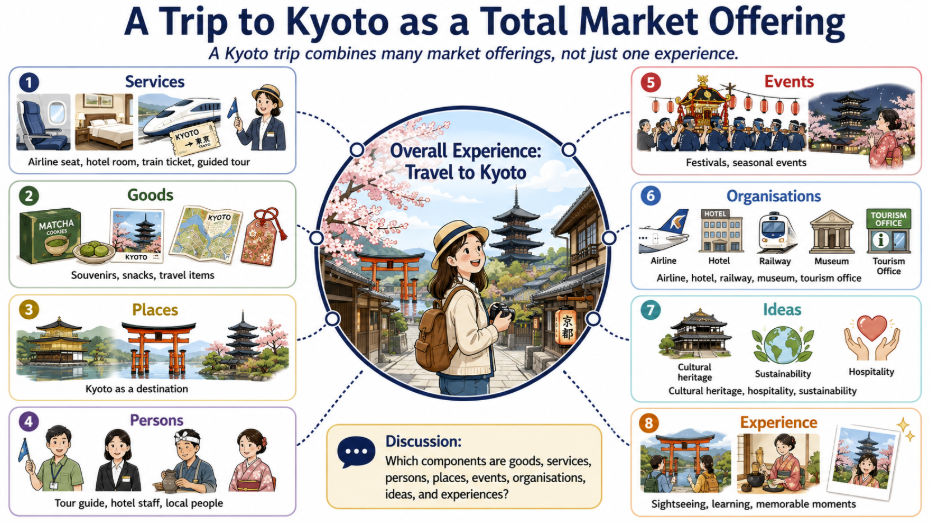 A Trip to Kyoto as a Total Market Offering
A Kyoto trip combines many market offerings, not just one experience.
1
Services
KYOTO
→ 東京
Airline seat, hotel room, train ticket, guided tour
2
Goods
MATCHA
COOKIES
KYOTO
KYOTO
Souvenirs, snacks, travel items
3
Places
Kyoto as a destination
4
Persons
Tour guide, hotel staff, local people
Overall Experience:
Travel to Kyoto
京都
Discussion:
Which components are goods, services,
persons, places, events, organisations,
ideas, and experiences?
5
Events
Festivals, seasonal events
6
Organisations
HOTEL
TOURISM
OFFICE
i
Airline
Hotel
Railway
Museum
Tourism
Office
Airline, hotel, railway, museum, tourism office
7
Ideas
Cultural
heritage
Sustainability
Hospitality
Cultural heritage, hospitality, sustainability
8
Experience
Sightseeing, learning, memorable moments